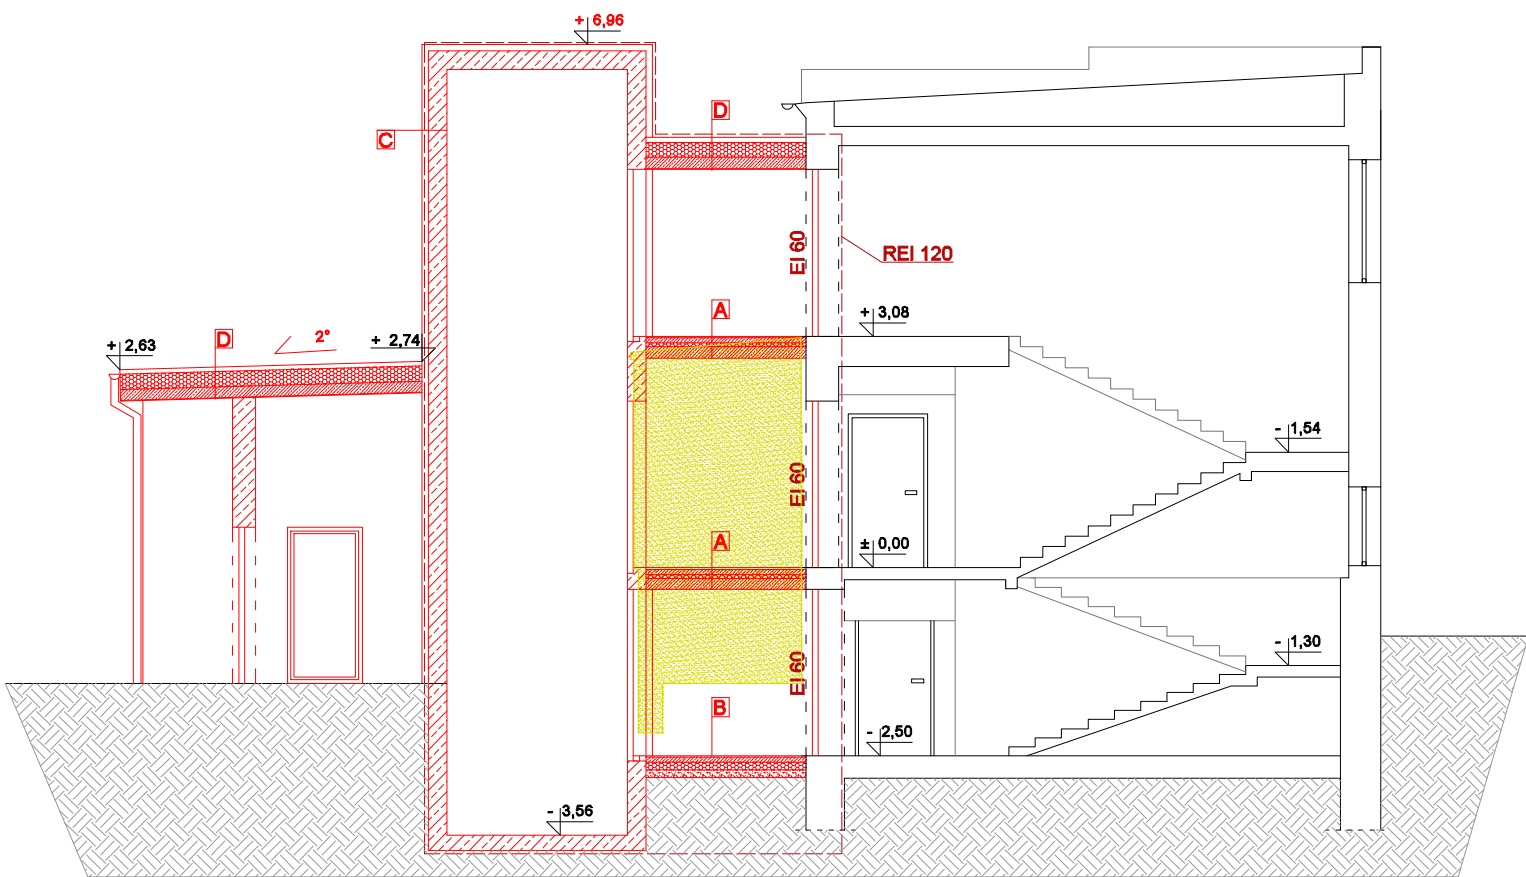 + 6,96
D
C
EI 60
REI 120
A
+ 3,08
2°
+ 2,74
D
+ 2,63
- 1,54
EI 60
A
± 0,00
- 1,30
EI 60
B
- 2,50
- 3,56